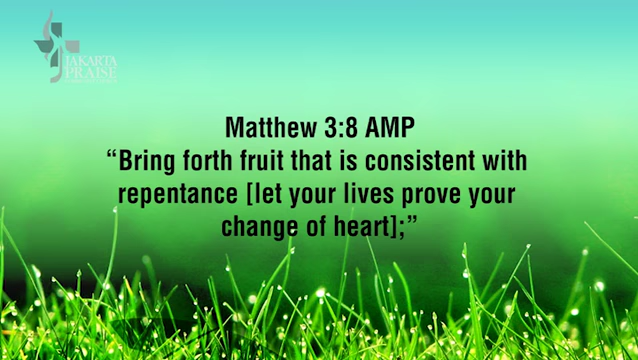 JAKARTA
PRAISE
Matthew 3:8 AMP
“Bring forth fruit that is consistent with
repentance [let your lives prove your
change of heart];”